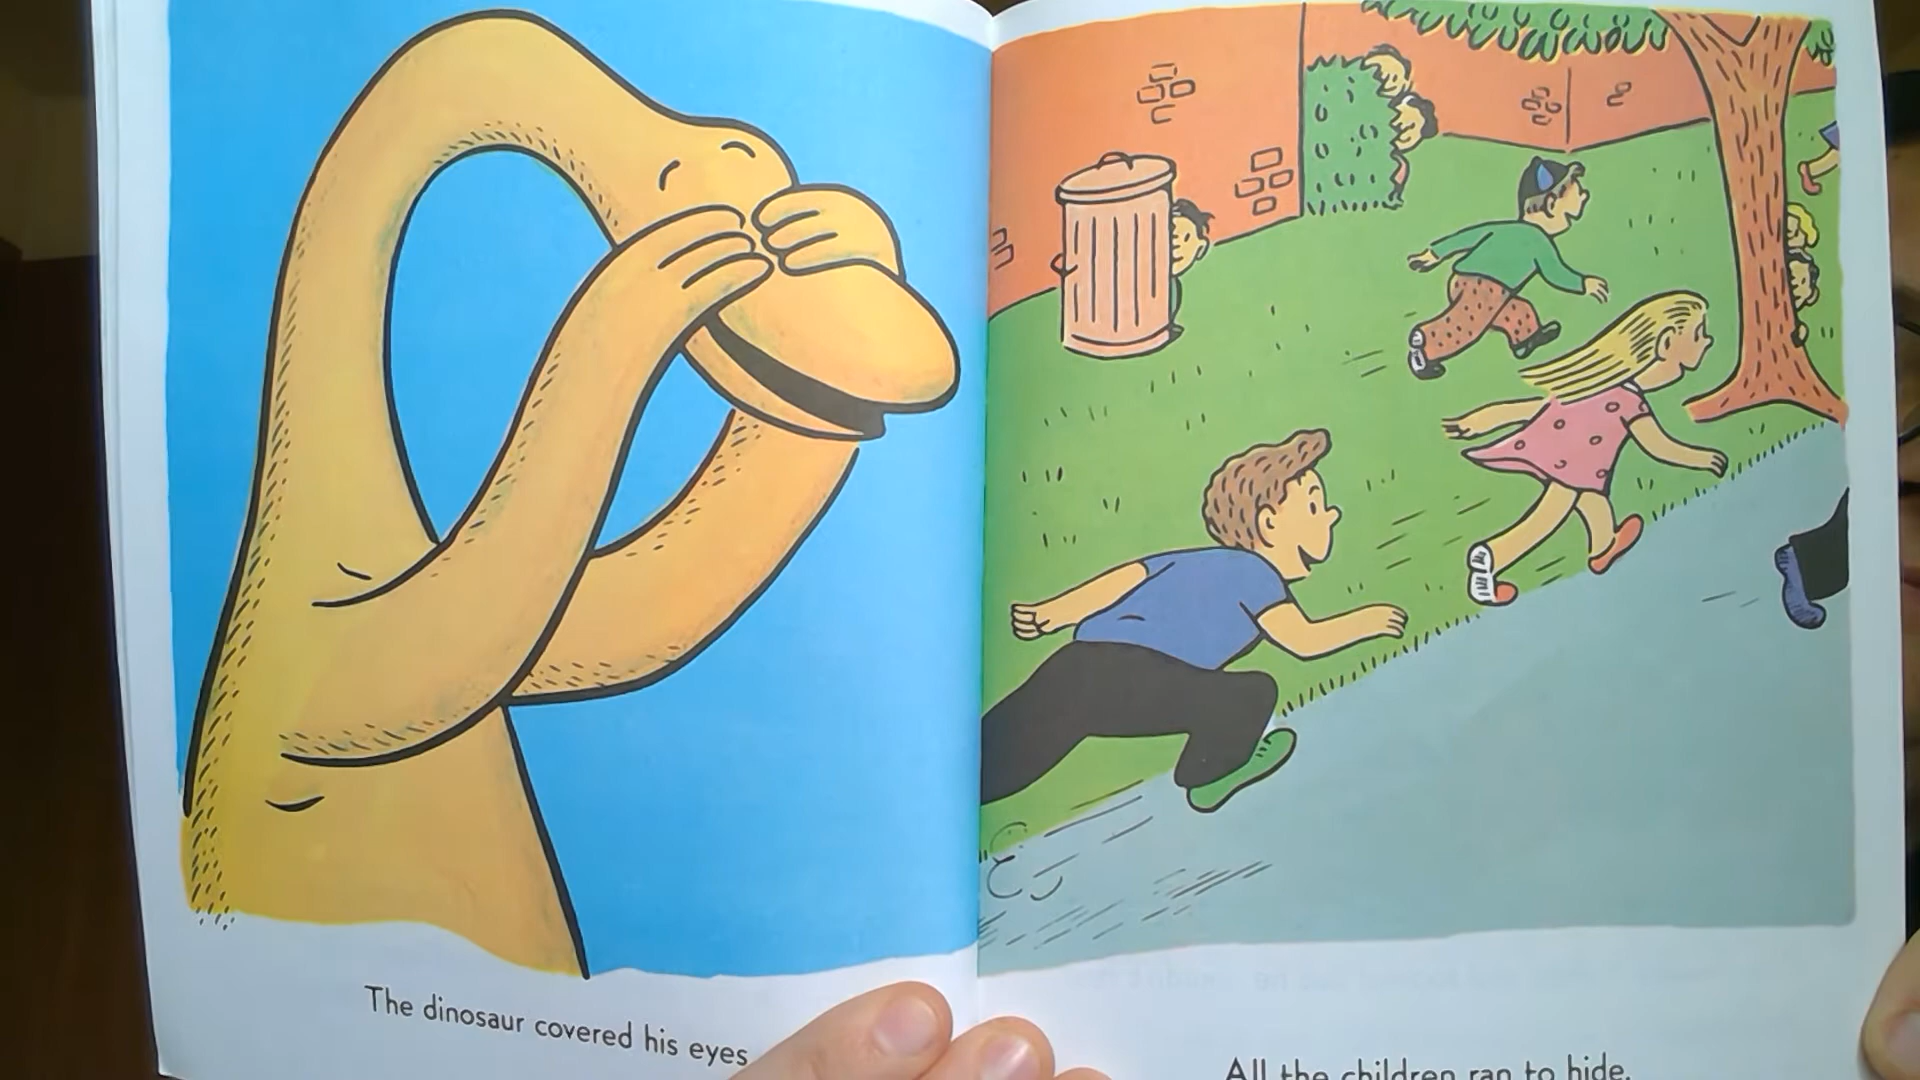 The dinosaur covered his eyes
All the children ran to hide.